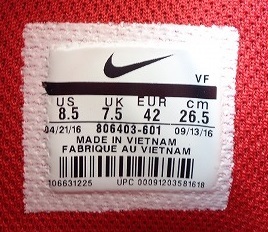 VF
US UK EUR cm
8.5 7.5 42 26.5
04/21/16 806403-601 09/13/16
MADE IN VIETNAM
FABRIQUE AU VIETNAM
106631225 UPC 00091203581618